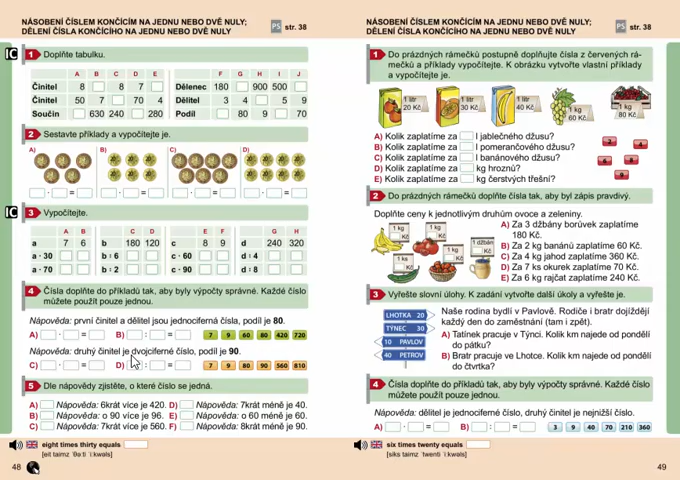 NÁSOBENÍ ČÍSLEM KONČÍCÍM NA JEDNU NEBO DVĚ NULY;
DĚLENÍ ČÍSLA KONČÍCÍHO NA JEDNU NEBO DVĚ NULY
PS str. 38
1 Doplňte tabulku.
A B C D E
Činitel 8 8 7
Činitel 50 7 70 4
Součin 630 240 280
F G H I J
Dělenec 180 900 500
Dělitel 3 4 5 9
Podíl 80 9 70
2 Sestavte příklady a vypočítejte je.
A) B) C) D)
· = · = · = · =
3 Vypočítejte.
A B
a 7 6
a · 30
a · 70
C D
b 180 120
b : 6
b : 2
E F
c 8 9
c · 60
c · 90
G H
d 240 320
d : 4
d : 8
4 Čísla doplňte do příkladů tak, aby byly výpočty správné. Každé číslo
můžete použít pouze jednou.
Nápověda: první činitel a dělitel jsou jednociferná čísla, podíl je 80.
A) · = B) : = 7 9 60 80 420 720
Nápověda: druhý činitel je dvojciferné číslo, podíl je 90.
C) · = D) : = 7 9 80 90 560 810
5 Dle nápovědy zjistěte, o které číslo se jedná.
A) Nápověda: 6krát více je 420. D) Nápověda: 7krát méně je 40.
B) Nápověda: o 90 více je 96. E) Nápověda: o 60 méně je 60.
C) Nápověda: 7krát více je 560. F) Nápověda: 8krát méně je 90.
eight times thirty equals
48
NÁSOBENÍ ČÍSLEM KONČÍCÍM NA JEDNU NEBO DVĚ NULY;
DĚLENÍ ČÍSLA KONČÍCÍHO NA JEDNU NEBO DVĚ NULY
PS str. 38
1 Do prázdných rámečků postupně doplňujte čísla z červených rá-
mečků a příklady vypočítejte. K obrázku vytvořte vlastní příklady
a vypočítejte je.
1 litr 20 Kč
1 litr 30 Kč
1 litr 40 Kč
1 kg 60 Kč
1 kg 80 Kč
A) Kolik zaplatíme za l jablečného džusu?
B) Kolik zaplatíme za l pomerančového džusu?
C) Kolik zaplatíme za l banánového džusu?
D) Kolik zaplatíme za kg hroznů?
E) Kolik zaplatíme za kg čerstvých třešní?
2 Do prázdných rámečků doplňte čísla tak, aby byl zápis pravdivý.
Doplňte ceny k jednotlivým druhům ovoce a zeleniny.
A) Za 3 džbány borůvek zaplatíme
180 Kč.
B) Za 2 kg banánů zaplatíme 60 Kč.
C) Za 4 kg jahod zaplatíme 360 Kč.
D) Za 7 ks okurek zaplatíme 70 Kč.
E) Za 6 kg rajčat zaplatíme 240 Kč.
3 Vyřešte slovní úlohy. K zadání vytvořte další úkoly a vyřešte je.
LHOTKA 20
TÝNEC 30
10 PAVLOV
40 PETROV
Naše rodina bydlí v Pavlově. Rodiče i bratr dojíždějí
každý den do zaměstnání (tam i zpět).
A) Tatínek pracuje v Týnci. Kolik km najede od pondělí
do pátku?
B) Bratr pracuje ve Lhotce. Kolik km najede od pondělí
do čtvrtka?
4 Čísla doplňte do příkladů tak, aby byly výpočty správné. Každé číslo
můžete použít pouze jednou.
Nápověda: dělitel je jednociferné číslo, druhý činitel je nejnižší číslo.
A) · = B) : = 3 9 40 70 210 360
six times twenty equals
49